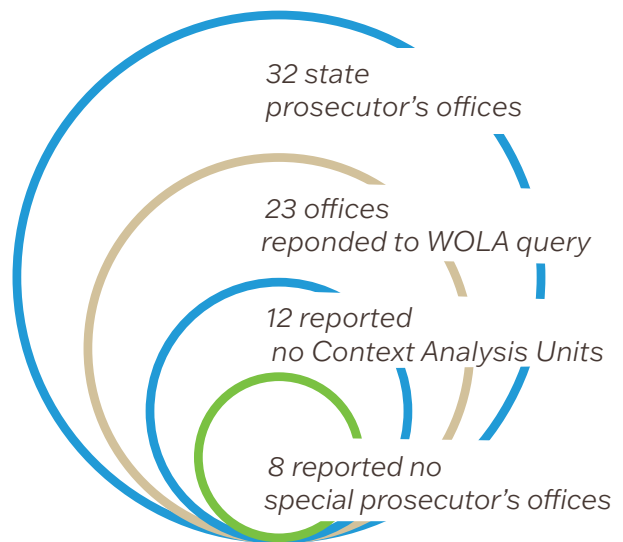 32 state
prosecutor’s offices
23 offices
reponded to WOLA query
12 reported
no Context Analysis Units
8 reported no
special prosecutor’s offices